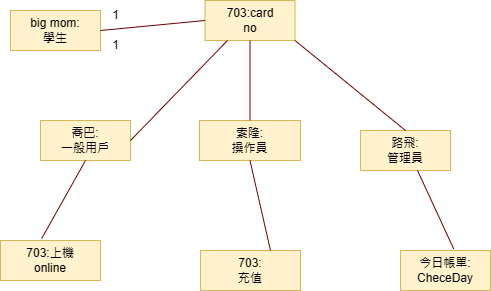 big mom:
學生
1
1
703:card
no
喬巴:
一般用戶
索隆:
操作員
路飛:
管理員
703:上機
online
703:
充值
今日帳單:
CheceDay